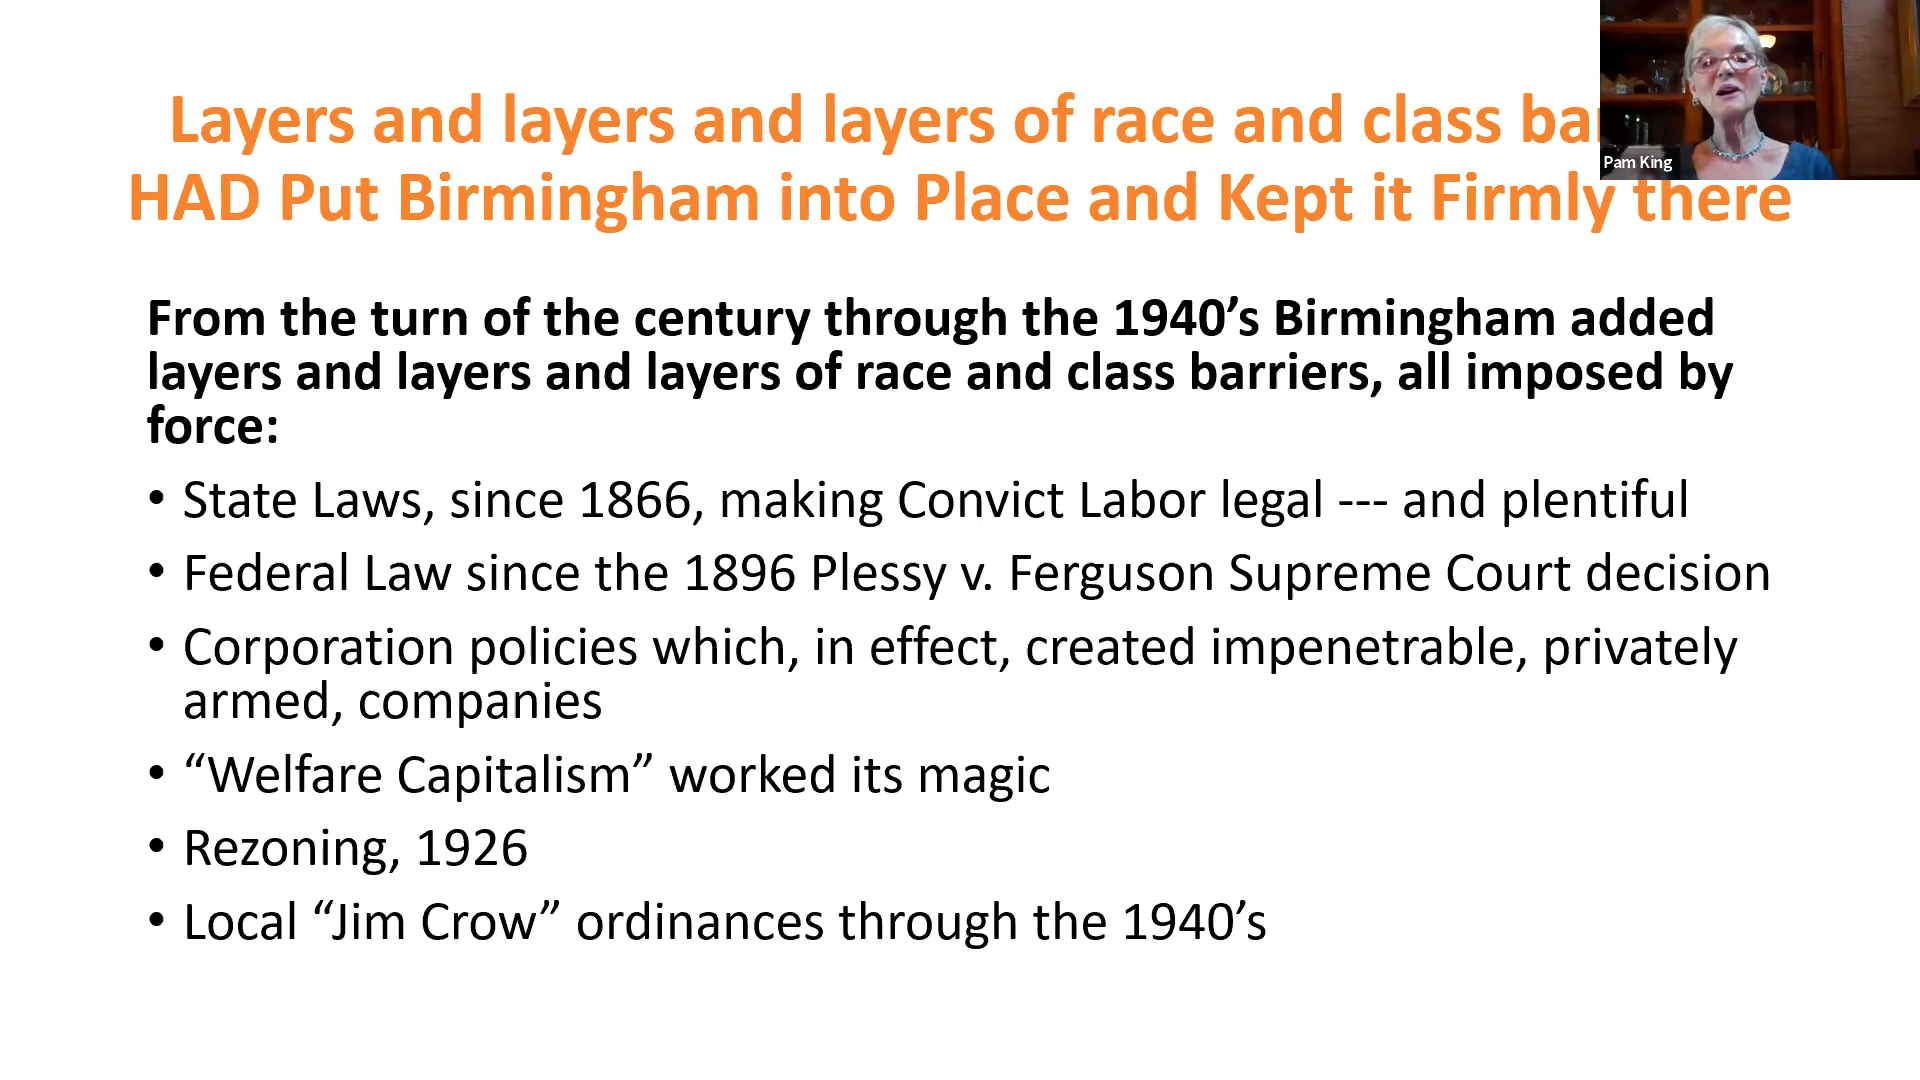 Layers and layers and layers of race and class
HAD Put Birmingham into Place and Kept it Firmly there
Pam King
From the turn of the century through the 1940’s Birmingham added
layers and layers and layers of race and class barriers, all imposed by
force:
• State Laws, since 1866, making Convict Labor legal --- and plentiful
• Federal Law since the 1896 Plessy v. Ferguson Supreme Court decision
• Corporation policies which, in effect, created impenetrable, privately
armed, companies
• “Welfare Capitalism” worked its magic
• Rezoning, 1926
• Local “Jim Crow” ordinances through the 1940’s